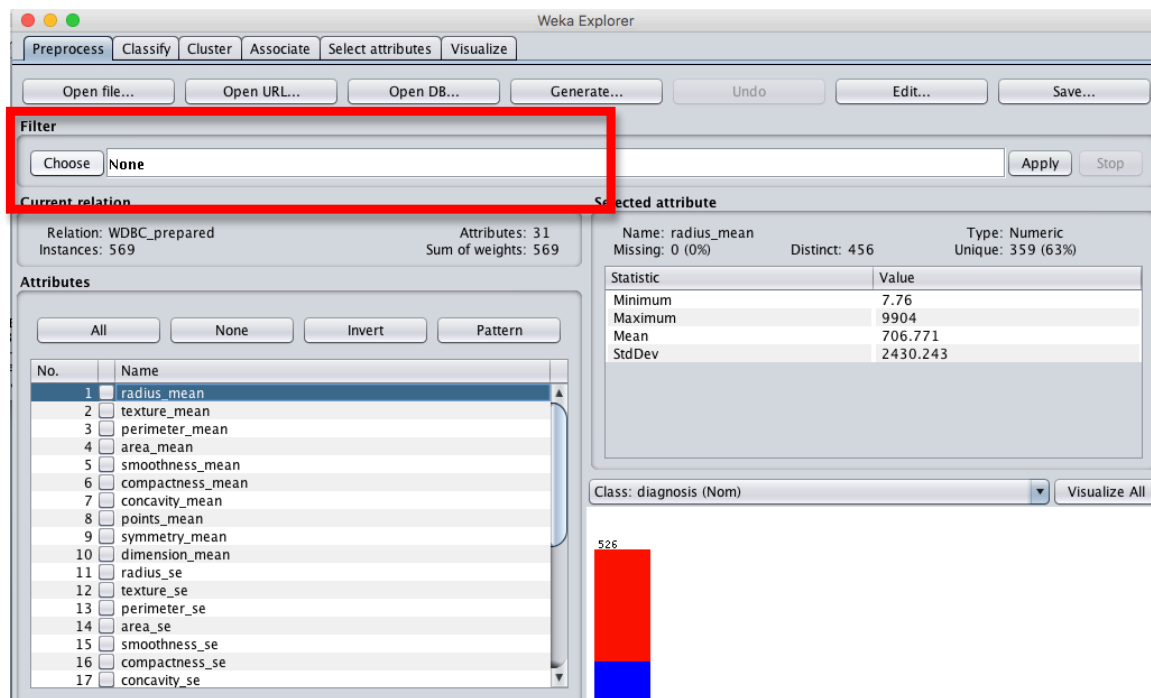 Weka Explorer
Preprocess Classify Cluster Associate Select attributes Visualize
Open file... Open URL... Open DB... Generate... Undo Edit... Save...
Filter
Choose None Apply Stop
Current relation
Relation: WDBC_prepared Attributes: 31
Instances: 569 Sum of weights: 569
Attributes
All None Invert Pattern
No. Name
1 radius_mean
2 texture_mean
3 perimeter_mean
4 area_mean
5 smoothness_mean
6 compactness_mean
7 concavity_mean
8 points_mean
9 symmetry_mean
10 dimension_mean
11 radius_se
12 texture_se
13 perimeter_se
14 area_se
15 smoothness_se
16 compactness_se
17 concavity_se
Selected attribute
Name: radius_mean Type: Numeric
Missing: 0 (0%) Distinct: 456 Unique: 359 (63%)
Statistic Value
Minimum 7.76
Maximum 9904
Mean 706.771
StdDev 2430.243
Class: diagnosis (Nom) Visualize All
526